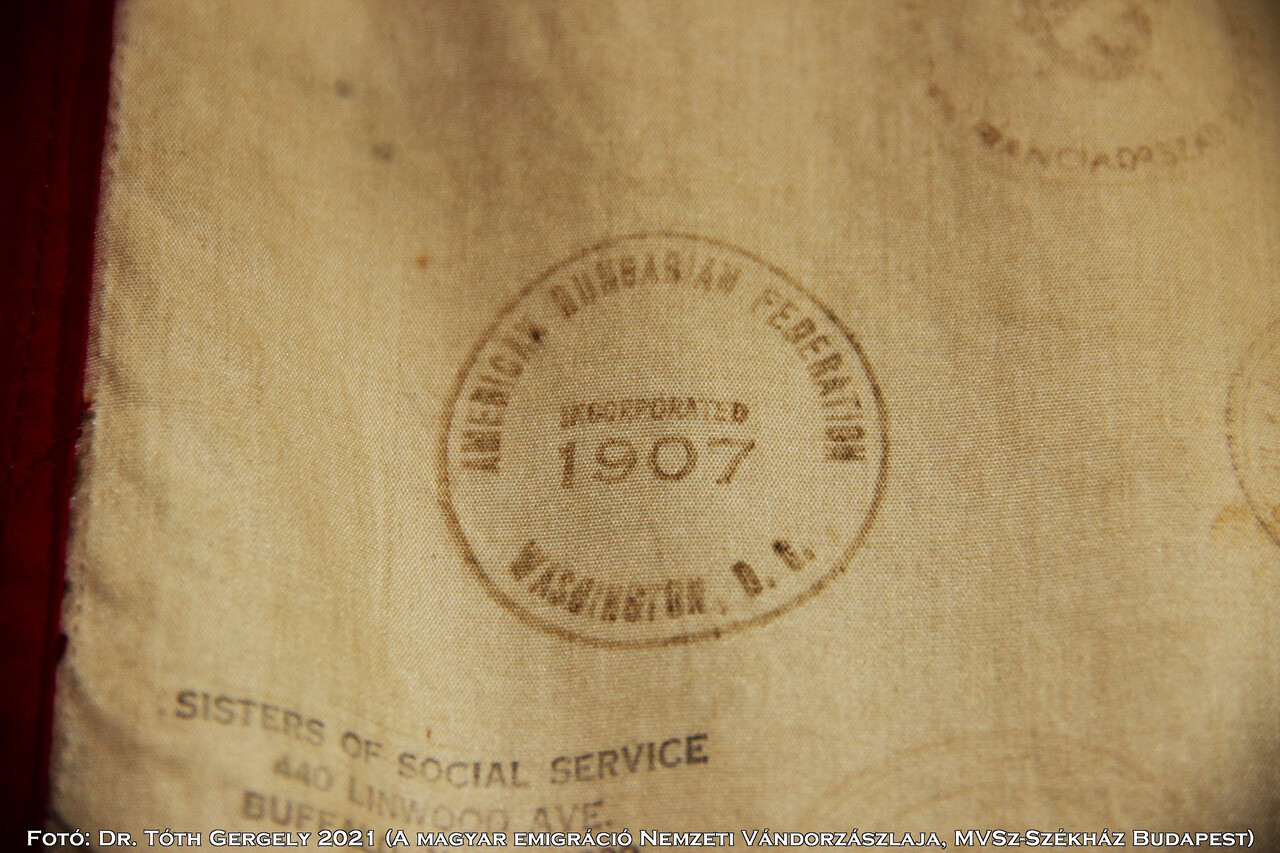 AMERICAN HUNGARIAN FEDERATION
INCORPORATED
1907
WASHINGTON, D. C.
SISTERS OF SOCIAL SERVICE
440 LINWOOD AVE.
Fotó: Dr. Tóth Gergely 2021 (A magyar emigráció Nemzeti Vándorzászlaja, MVSz-Székház Budapest)